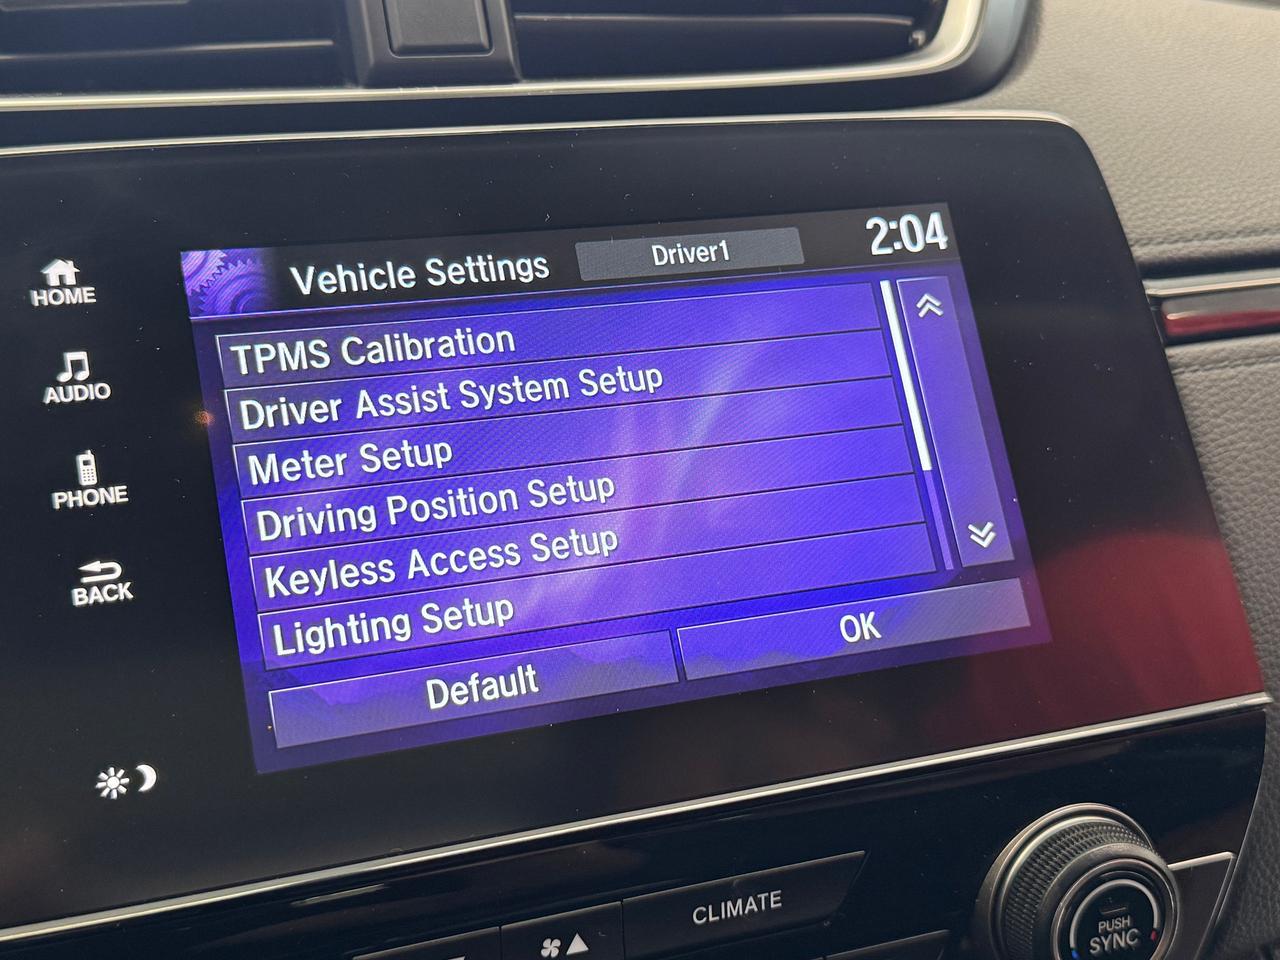 Vehicle Settings
Driver1
2:04
HOME
AUDIO
PHONE
BACK
TPMS Calibration
Driver Assist System Setup
Meter Setup
Driving Position Setup
Keyless Access Setup
Lighting Setup
Default
OK
CLIMATE
PUSH
SYNC